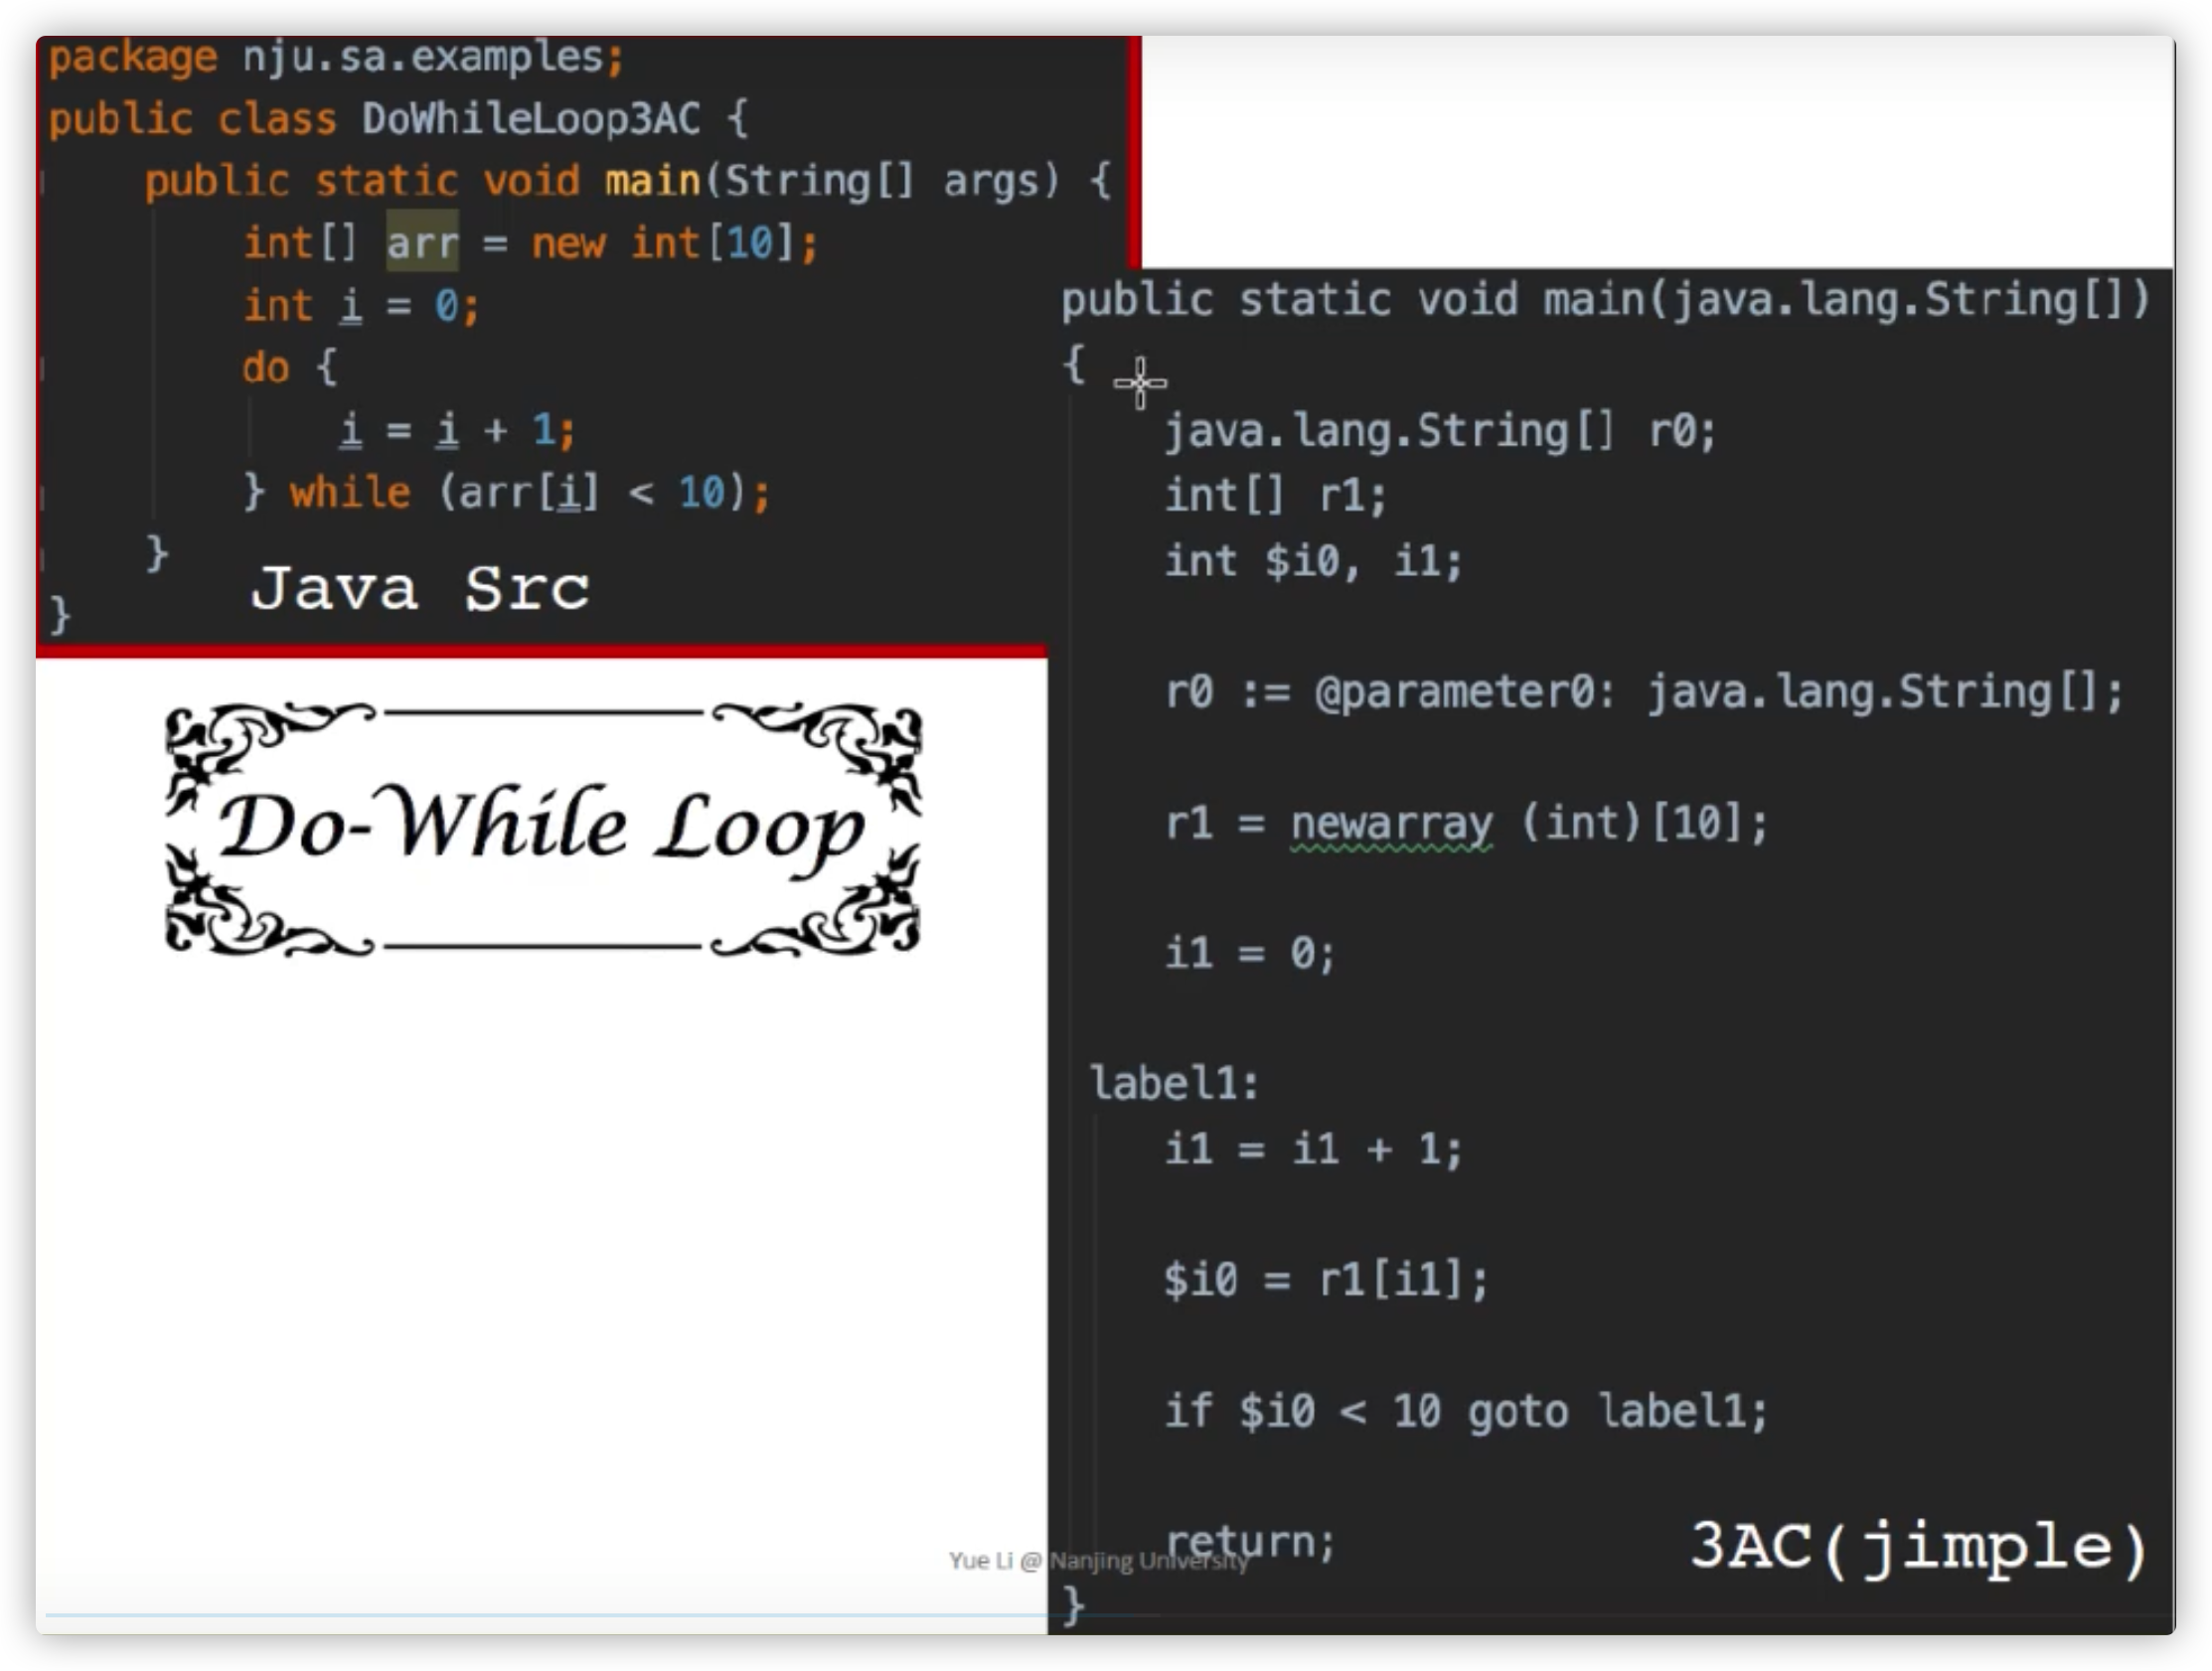 package nju.sa.examples;
public class DoWhileLoop3AC {
public static void main(String[] args) {
int[] arr = new int[10];
int i = 0;
do {
i = i + 1;
} while (arr[i] < 10);
}
}
Java Src
Do-While Loop
public static void main(java.lang.String[])
{
java.lang.String[] r0;
int[] r1;
int $i0, i1;
r0 := @parameter0: java.lang.String[];
r1 = newarray (int)[10];
i1 = 0;
label1:
i1 = i1 + 1;
$i0 = r1[i1];
if $i0 < 10 goto label1;
return;
}
3AC(jimple)
Yue Li @ Nanjing University